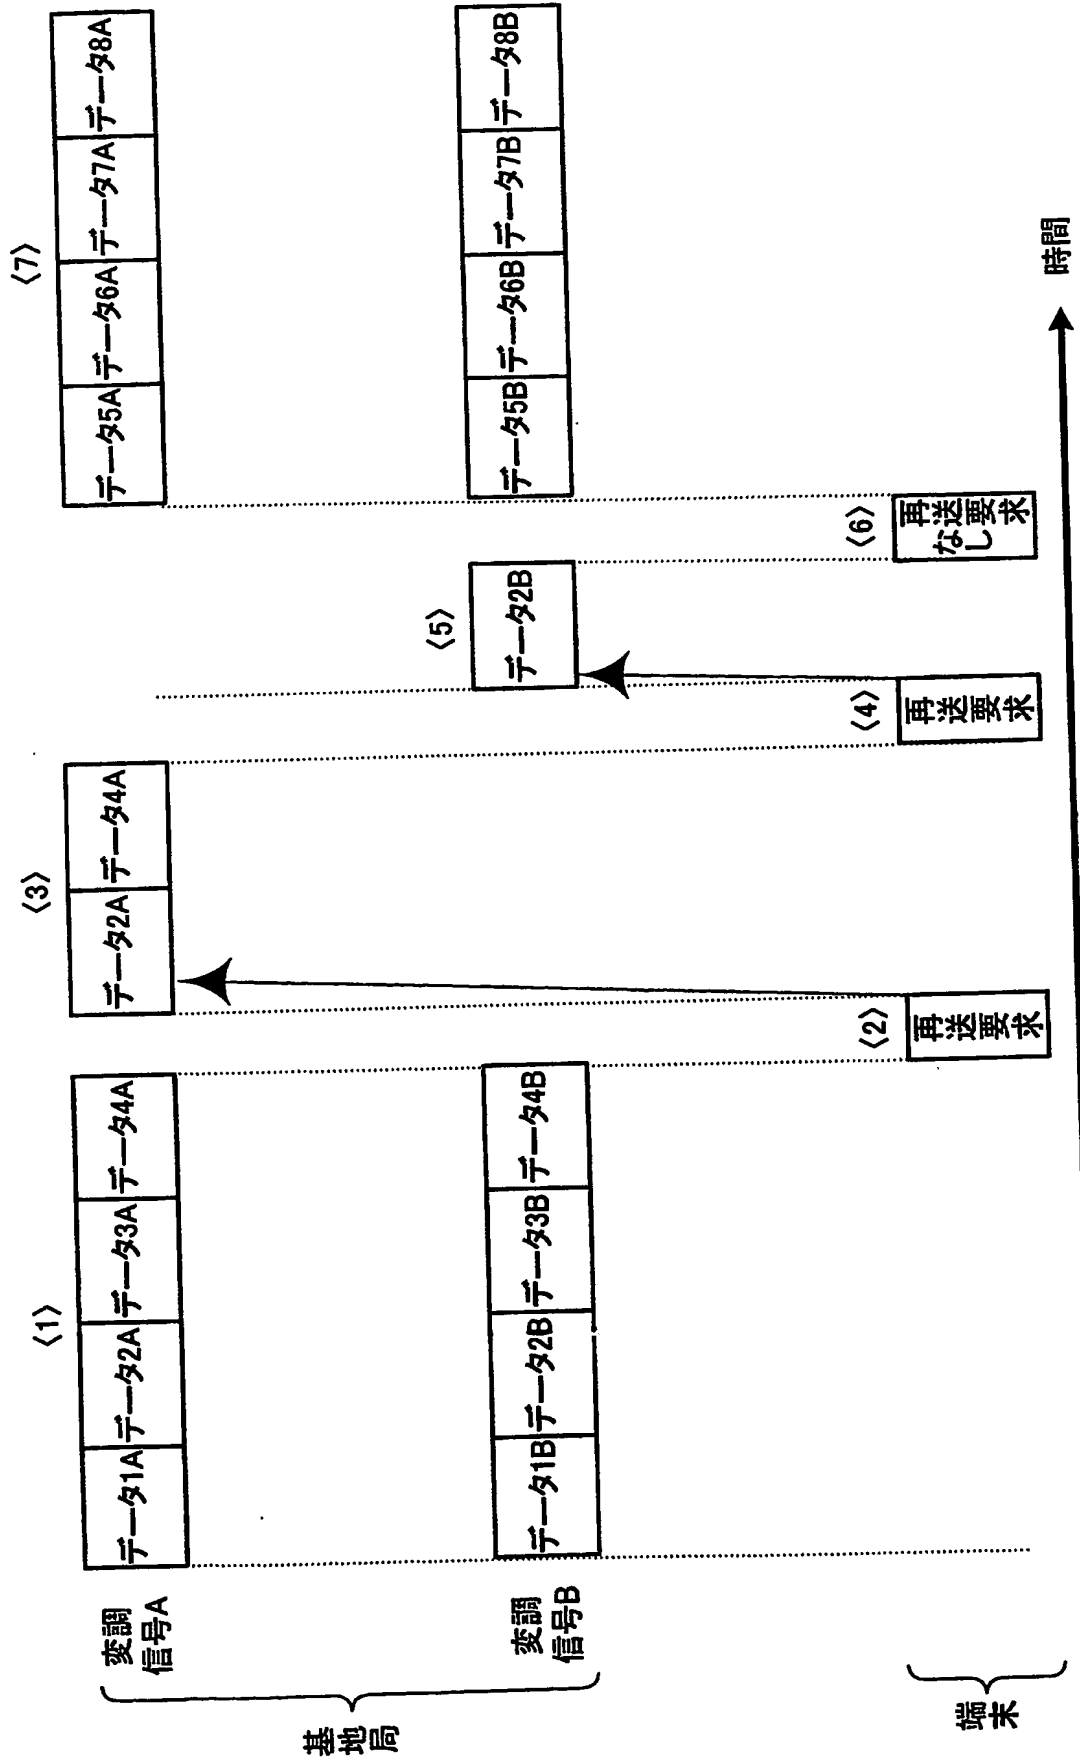 基地局
変調
信号A
<1>
データ1A
データ2A
データ3A
データ4A
<3>
データ2A
データ4A
<7>
データ5A
データ6A
データ7A
データ8A
変調
信号B
データ1B
データ2B
データ3B
データ4B
<5>
データ2B
データ5B
データ6B
データ7B
データ8B
端末
<2>
再送要求
<4>
再送要求
<6>
再送要求
なし
時間